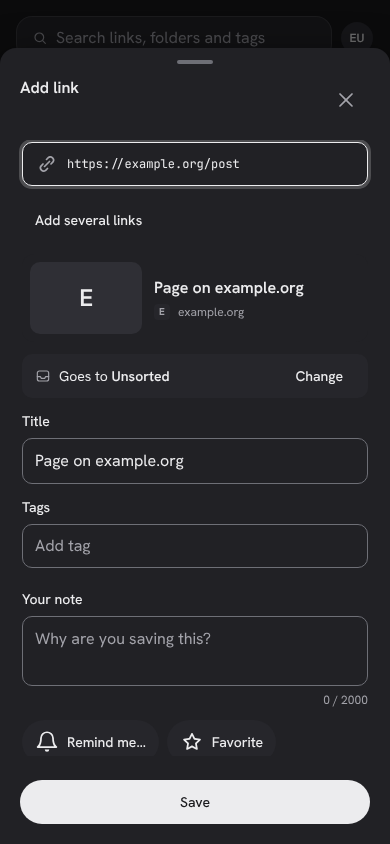 Search links, folders and tags
EU
Add link
https://example.org/post
Add several links
E
Page on example.org
E example.org
Goes to Unsorted
Change
Title
Page on example.org
Tags
Add tag
Your note
Why are you saving this?
0 / 2000
Remind me...
Favorite
Save